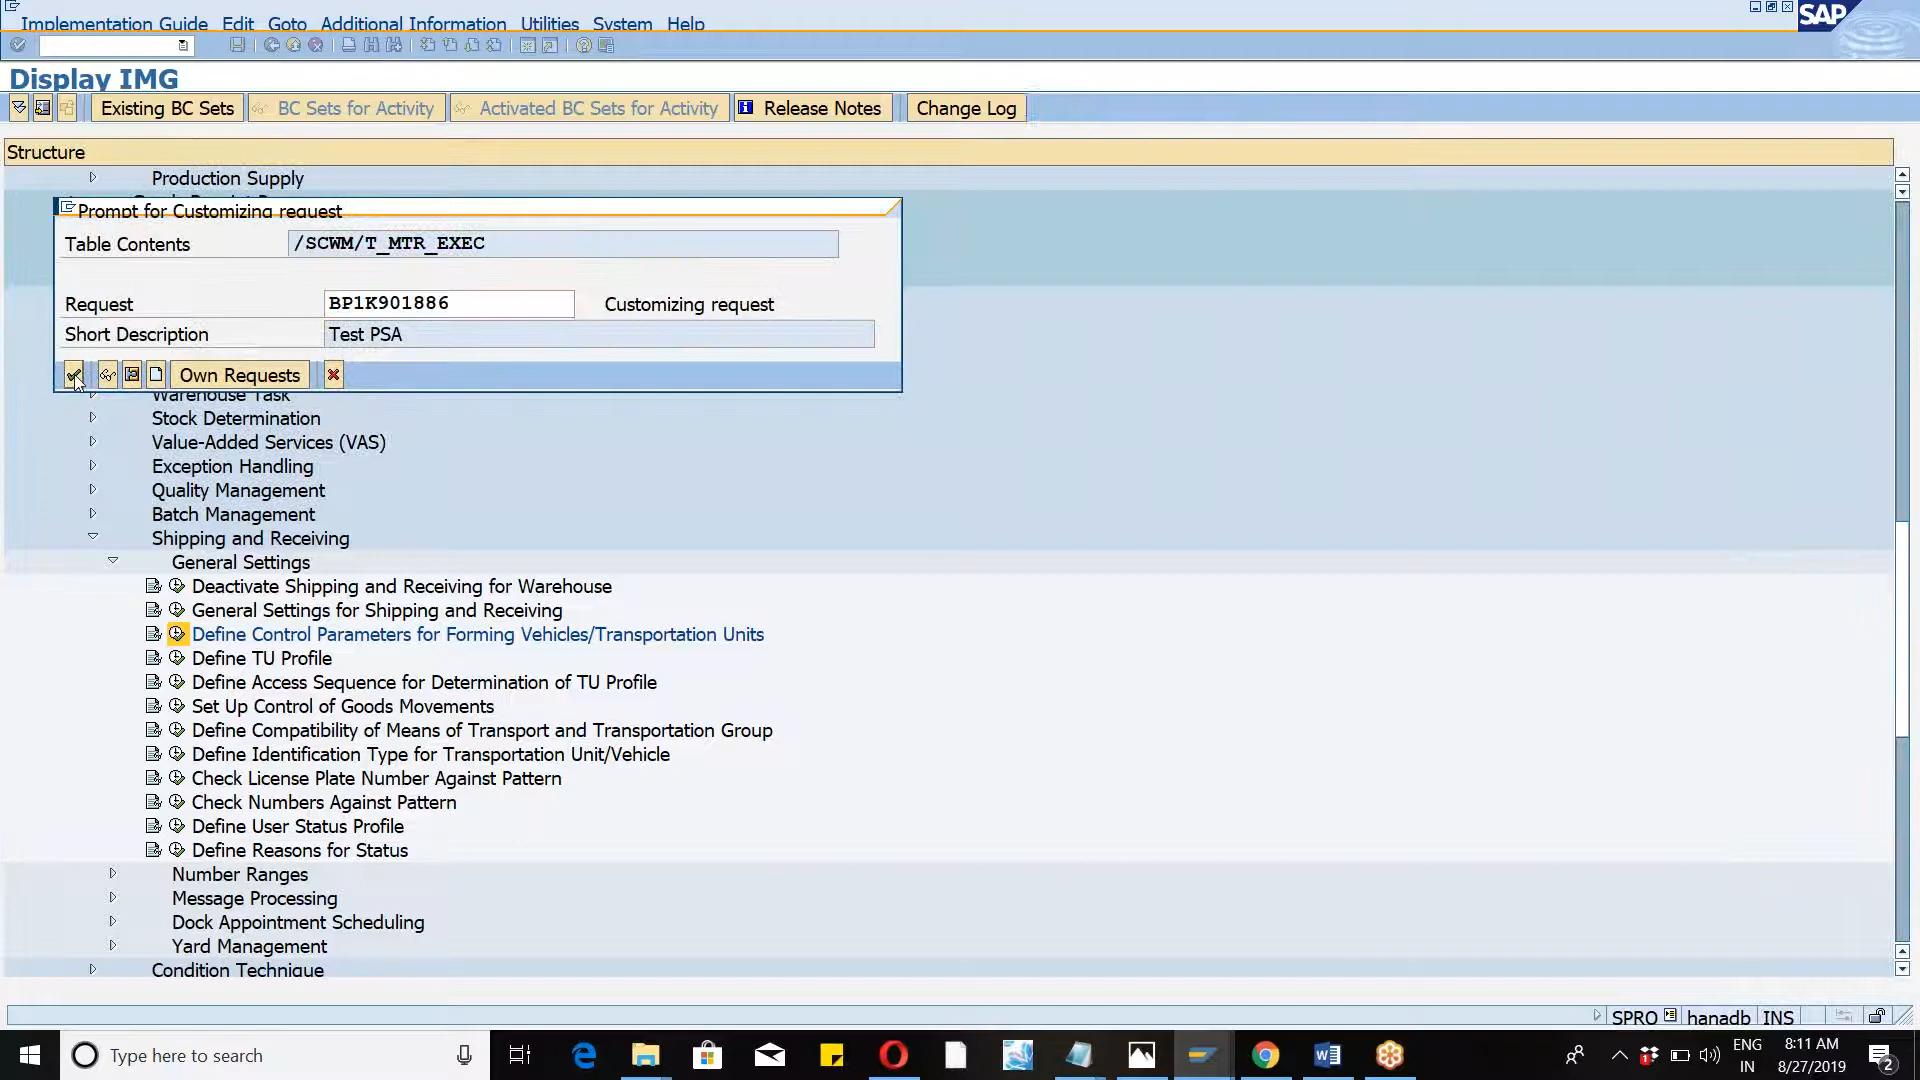 Implementation Guide Edit Goto Additional Information Utilities System Help
SAP
Display IMG
Existing BC Sets BC Sets for Activity Activated BC Sets for Activity Release Notes Change Log
Structure
Production Supply
Prompt for Customizing request
Table Contents /SCWM/T_MTR_EXEC
Request BP1K901886 Customizing request
Short Description Test PSA
Own Requests
Warehouse Task
Stock Determination
Value-Added Services (VAS)
Exception Handling
Quality Management
Batch Management
Shipping and Receiving
General Settings
Deactivate Shipping and Receiving for Warehouse
General Settings for Shipping and Receiving
Define Control Parameters for Forming Vehicles/Transportation Units
Define TU Profile
Define Access Sequence for Determination of TU Profile
Set Up Control of Goods Movements
Define Compatibility of Means of Transport and Transportation Group
Define Identification Type for Transportation Unit/Vehicle
Check License Plate Number Against Pattern
Check Numbers Against Pattern
Define User Status Profile
Define Reasons for Status
Number Ranges
Message Processing
Dock Appointment Scheduling
Yard Management
Condition Technique
SPRO hanadb INS
Type here to search
ENG
IN
8:11 AM
8/27/2019
2